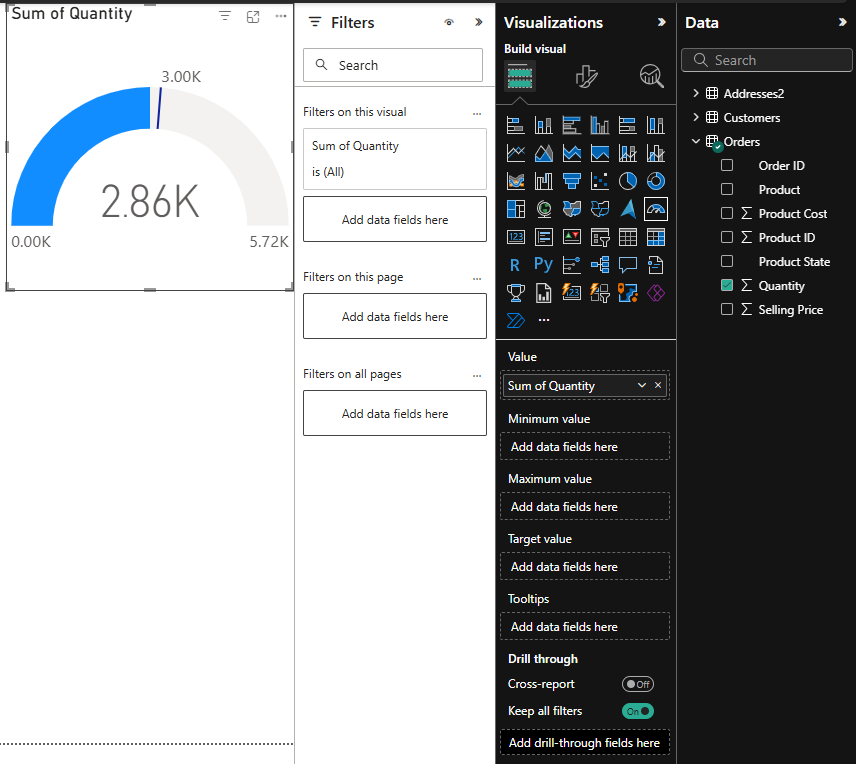 Sum of Quantity
3.00K
2.86K
0.00K
5.72K
Filters
Search
Filters on this visual
...
Sum of Quantity
is (All)
Add data fields here
Filters on this page
...
Add data fields here
Filters on all pages
...
Add data fields here
Visualizations
Build visual
123
R
Py
123
...
Value
Sum of Quantity
Minimum value
Add data fields here
Maximum value
Add data fields here
Target value
Add data fields here
Tooltips
Add data fields here
Drill through
Cross-report
Off
Keep all filters
On
Add drill-through fields here
Data
Search
Addresses2
Customers
Orders
Order ID
Product
∑ Product Cost
∑ Product ID
Product State
∑ Quantity
∑ Selling Price